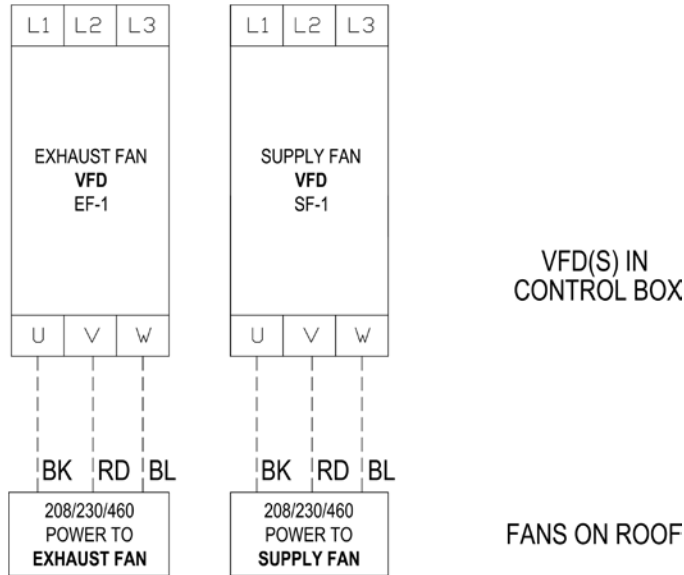 L1 L2 L3
EXHAUST FAN
VFD
EF-1
U V W
BK RD BL
208/230/460
POWER TO
EXHAUST FAN
L1 L2 L3
SUPPLY FAN
VFD
SF-1
U V W
BK RD BL
208/230/460
POWER TO
SUPPLY FAN
VFD(S) IN
CONTROL BOX
FANS ON ROOF